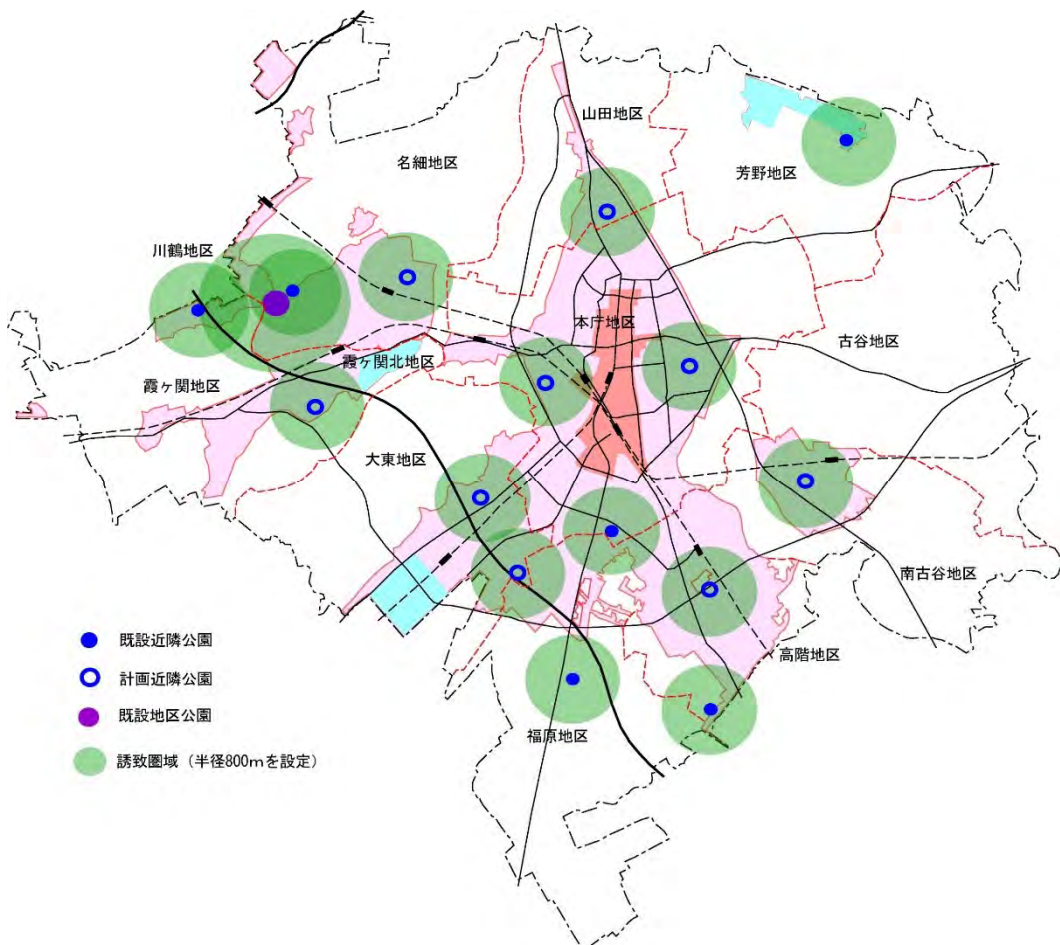 山田地区
名細地区
芳野地区
川鶴地区
本庁地区
古谷地区
霞ヶ関北地区
霞ヶ関地区
大東地区
南古谷地区
既設近隣公園
計画近隣公園
高階地区
既設地区公園
福原地区
誘致圏域（半径800mを設定）